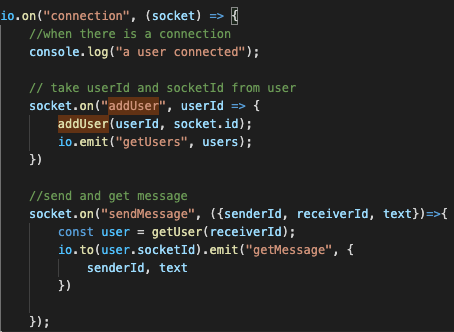 io.on("connection", (socket) => {
//when there is a connection
console.log("a user connected");
// take userId and socketId from user
socket.on("addUser", userId => {
addUser(userId, socket.id);
io.emit("getUsers", users);
})
//send and get message
socket.on("sendMessage", ({senderId, receiverId, text})=>{
const user = getUser(receiverId);
io.to(user.socketId).emit("getMessage", {
senderId, text
})
});